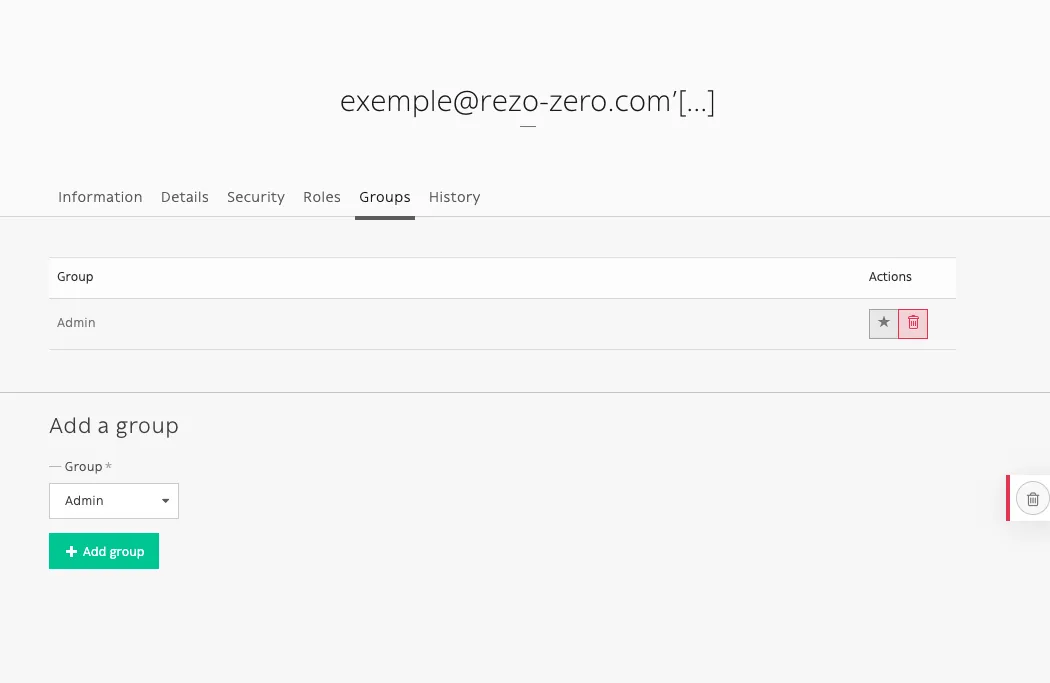 exemple@rezo-zero.com’[...]
Information Details Security Roles Groups History
Group Actions
Admin
Add a group
— Group *
Admin
Add group